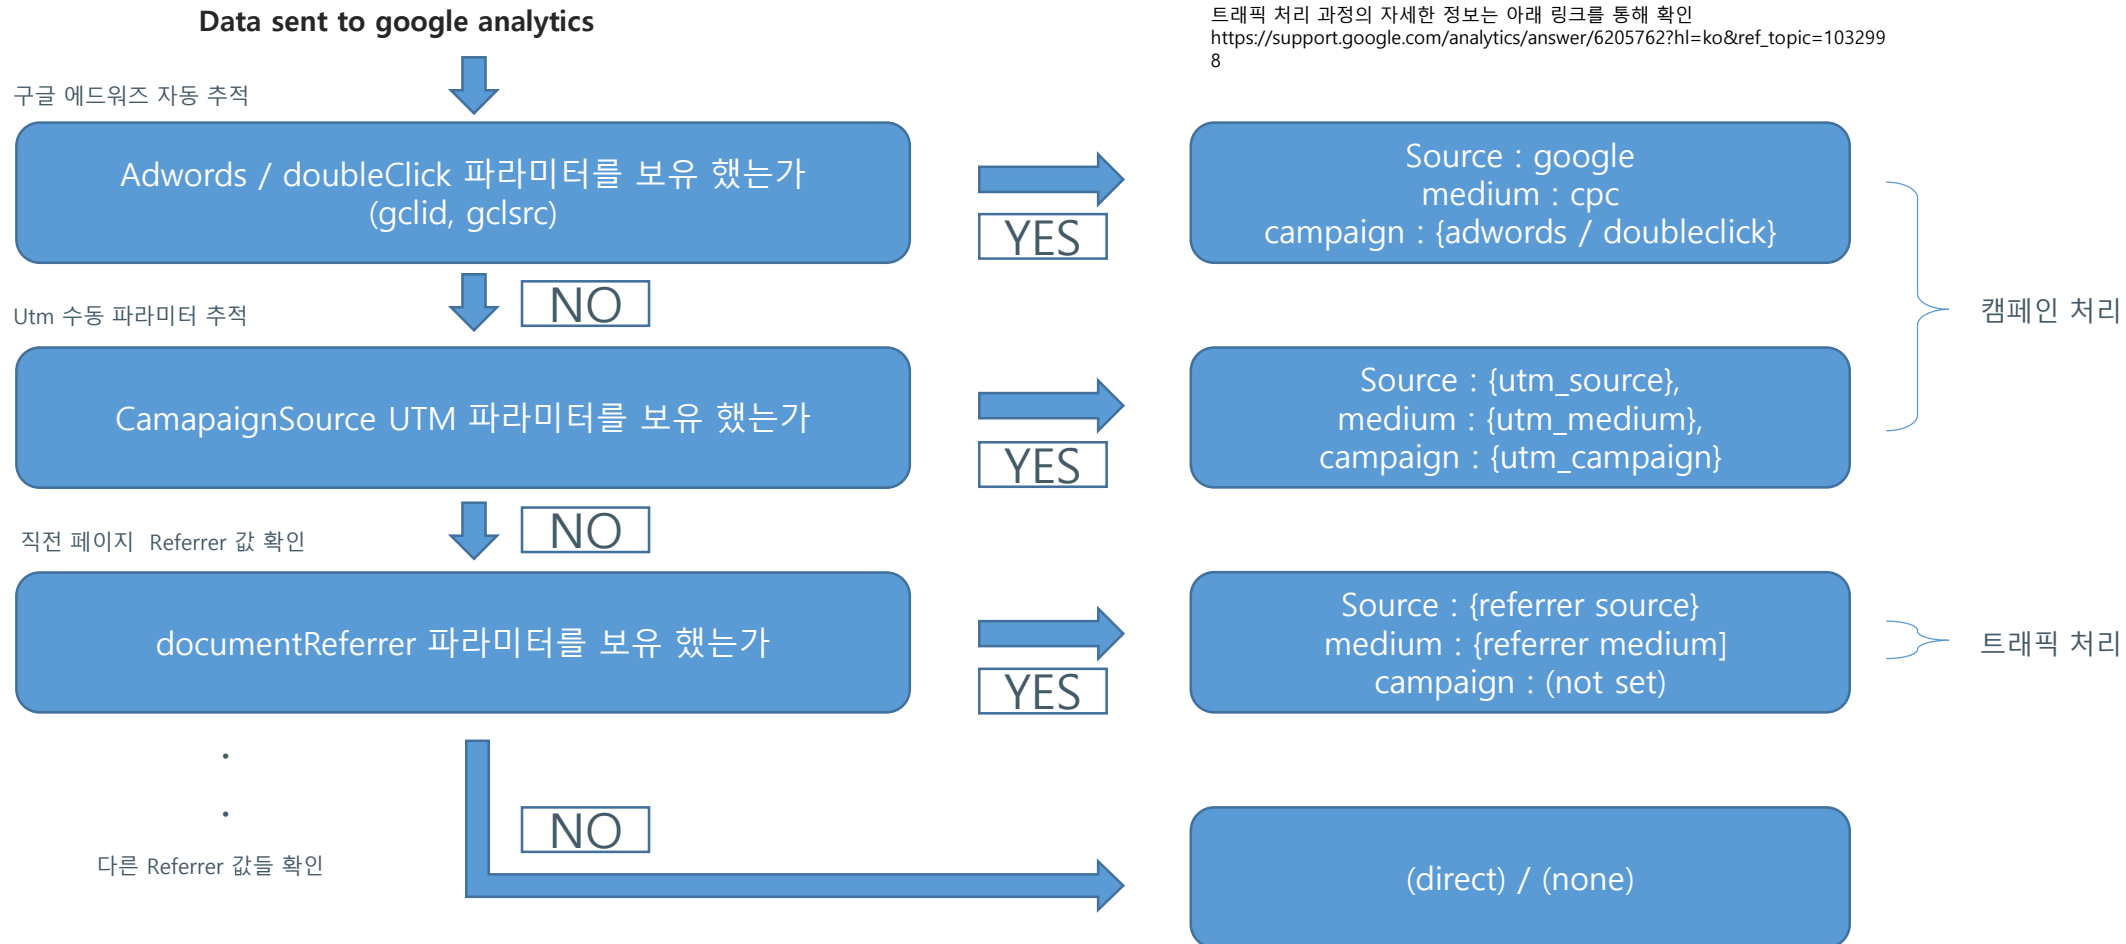 Data sent to google analytics
트래픽 처리 과정의 자세한 정보는 아래 링크를 통해 확인
https://support.google.com/analytics/answer/6205762?hl=ko&ref_topic=103299
8
구글 에드워즈 자동 추적
Adwords / doubleClick 파라미터를 보유 했는가
(gclid, gclsrc)
YES
Source : google
medium : cpc
campaign : {adwords / doubleclick}
NO
캠페인 처리
Utm 수동 파라미터 추적
CamapaignSource UTM 파라미터를 보유 했는가
YES
Source : {utm_source},
medium : {utm_medium},
campaign : {utm_campaign}
NO
직전 페이지 Referrer 값 확인
documentReferrer 파라미터를 보유 했는가
YES
Source : {referrer source}
medium : {referrer medium]
campaign : (not set)
트래픽 처리
.
.
NO
다른 Referrer 값들 확인
(direct) / (none)